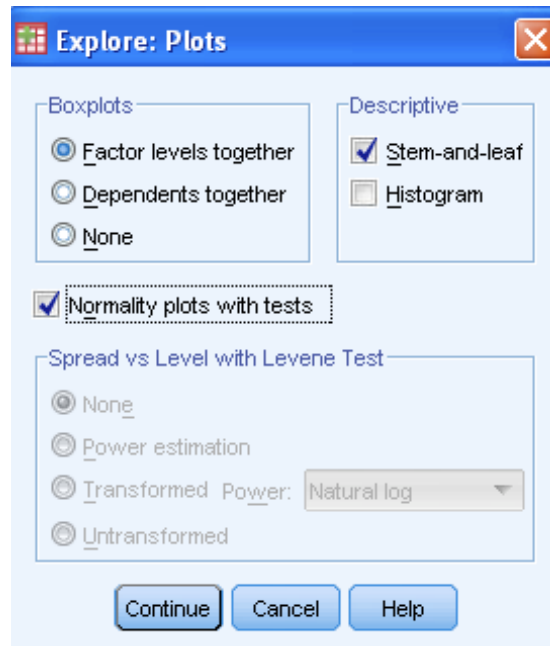 Explore: Plots
Boxplots
Factor levels together
Dependents together
None
Descriptive
Stem-and-leaf
Histogram
Normality plots with tests
Spread vs Level with Levene Test
None
Power estimation
Transformed Power: Natural log
Untransformed
Continue Cancel Help